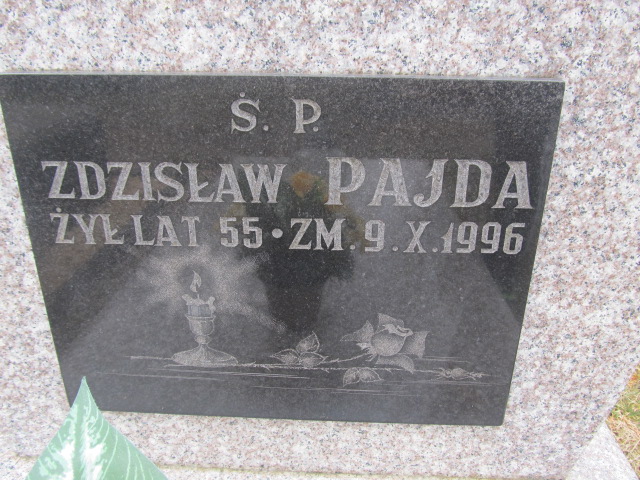 Ś. P.
ZDZISŁAW PAJDA
ŻYŁ LAT 55 • ZM. 9. X. 1996